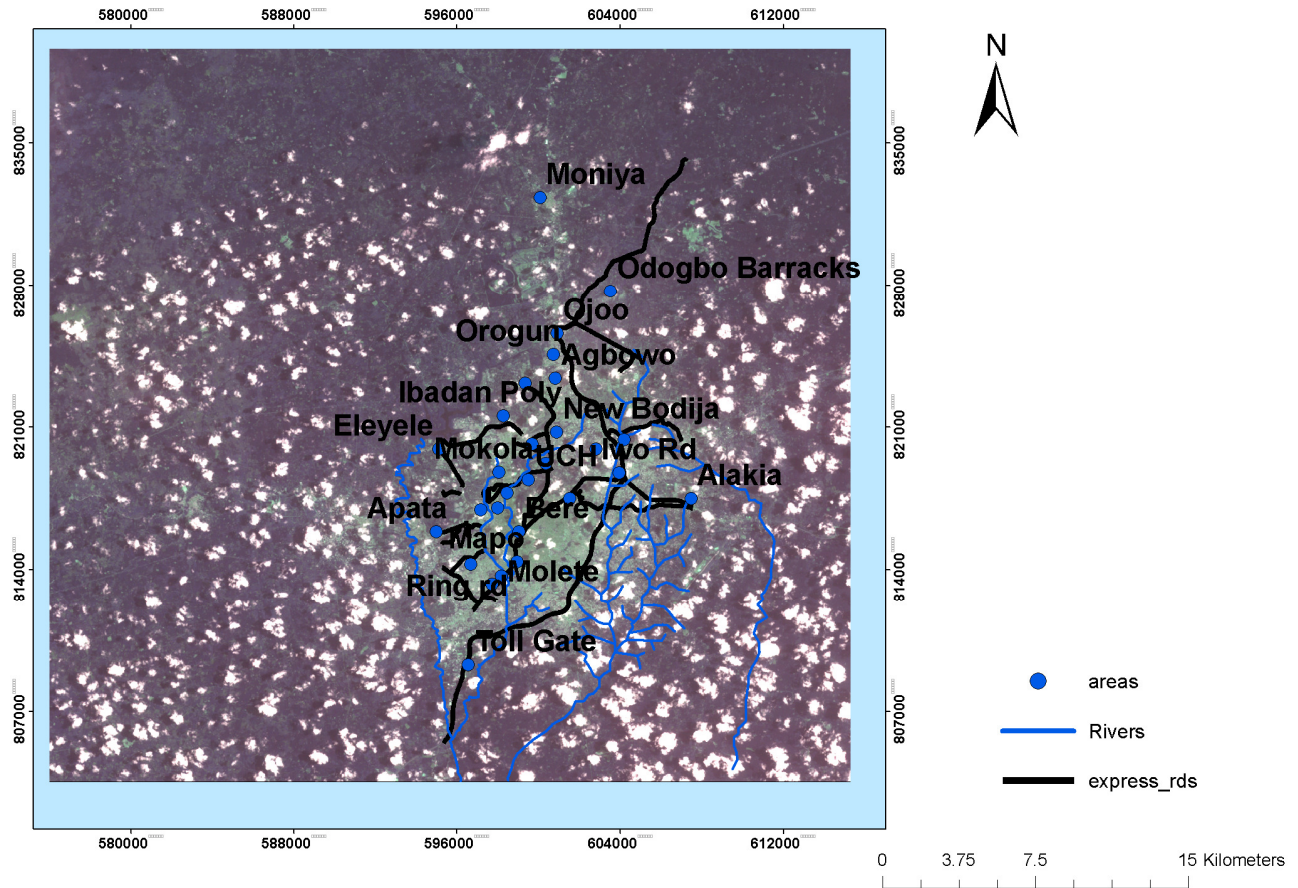 580000 588000 596000 604000 612000
N
835000 835000
Moniya
828000 828000
Odogbo Barracks
Ojoo
Orogun
Agbowo
Ibadan Poly
New Bodija
821000 821000
Eleyele
Mokola UCH Iwo Rd
Alakia
Apata Bere
Mapo
814000 814000
Ring rd Molete
Toll Gate
807000 807000
areas
Rivers
express_rds
580000 588000 596000 604000 612000
0 3.75 7.5 15 Kilometers